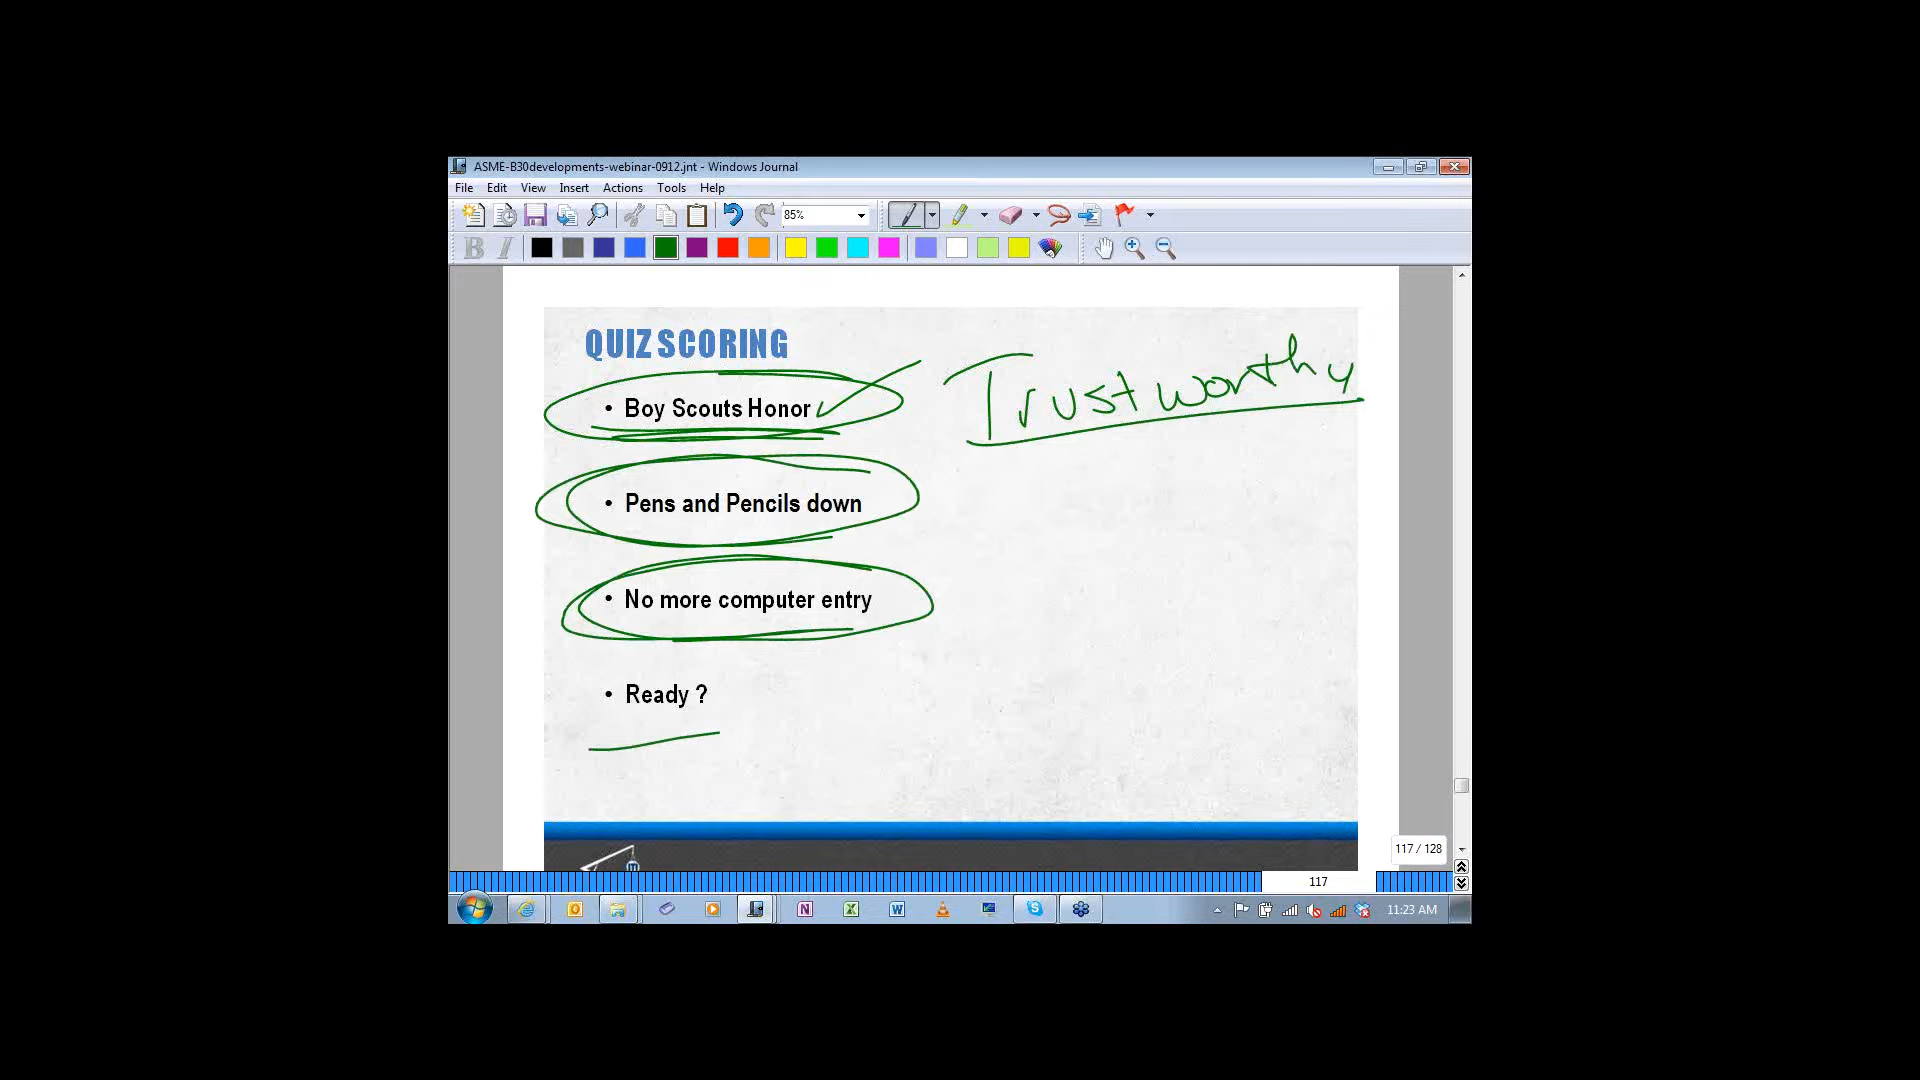 ASME-B30developments-webinar-0912.jnt - Windows Journal
File Edit View Insert Actions Tools Help
85%
B I
QUIZ SCORING
• Boy Scouts Honor
Trustworthy
• Pens and Pencils down
• No more computer entry
• Ready ?
117 / 128
117
11:23 AM